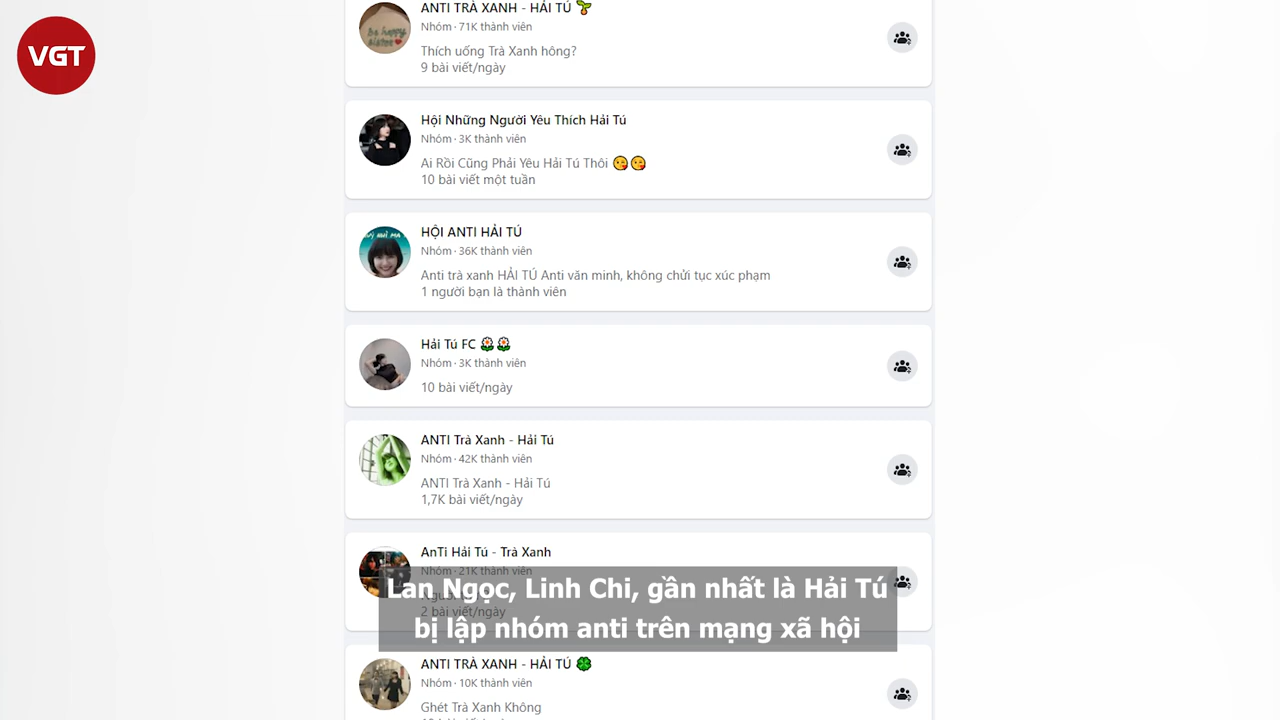 VGT
ANTI TRÀ XANH - HẢI TÚ 🌱
Nhóm · 71K thành viên
Thích uống Trà Xanh hông?
9 bài viết/ngày
Hội Những Người Yêu Thích Hải Tú
Nhóm · 3K thành viên
Ai Rồi Cũng Phải Yêu Hải Tú Thôi 😘😘
10 bài viết một tuần
HỘI ANTI HẢI TÚ
Nhóm · 36K thành viên
Anti trà xanh HẢI TÚ Anti văn minh, không chửi tục xúc phạm
1 người bạn là thành viên
Hải Tú FC 🌼🌼
Nhóm · 3K thành viên
10 bài viết/ngày
ANTI Trà Xanh - Hải Tú
Nhóm · 42K thành viên
ANTI Trà Xanh - Hải Tú
1,7K bài viết/ngày
AnTi Hải Tú - Trà Xanh
Nhóm · 21K thành viên
2 bài viết/ngày
Lan Ngọc, Linh Chi, gần nhất là Hải Tú
bị lập nhóm anti trên mạng xã hội
ANTI TRÀ XANH - HẢI TÚ 🍀
Nhóm · 10K thành viên
Ghét Trà Xanh Không